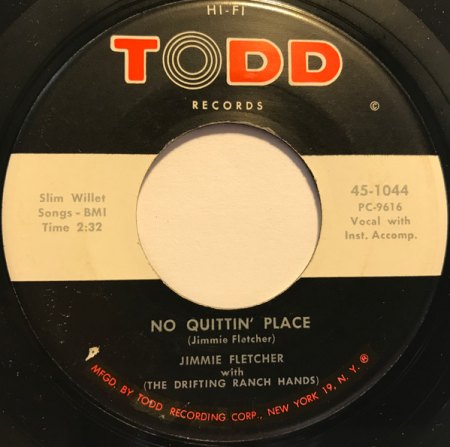 HI-FI
TODD
RECORDS
©
Slim Willet
Songs - BMI
Time 2:32
45-1044
PC-9616
Vocal with
Inst. Accomp.
NO QUITTIN' PLACE
(Jimmie Fletcher)
JIMMIE FLETCHER
with
(THE DRIFTING RANCH HANDS)
MFGD. BY TODD RECORDING CORP., NEW YORK 19, N. Y. ®